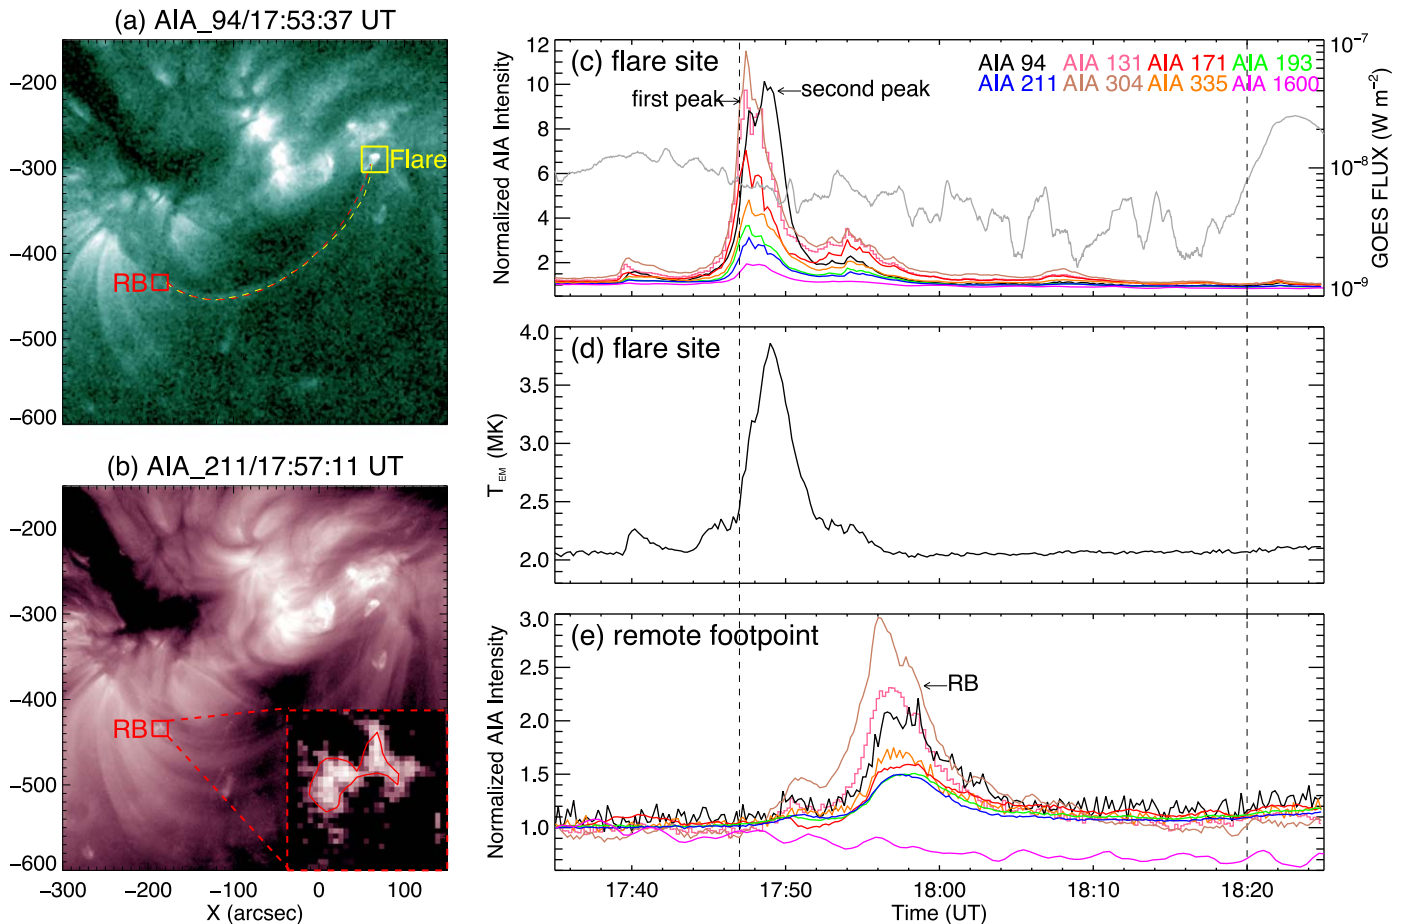 (a) AIA_94/17:53:37 UT
−200
−300
−400
−500
−600
Flare
RB
(b) AIA_211/17:57:11 UT
−200
−300
−400
−500
−600
RB
−300 −200 −100 0 100
X (arcsec)
(c) flare site
AIA 94 AIA 131 AIA 171 AIA 193
AIA 211 AIA 304 AIA 335 AIA 1600
first peak
second peak
12
10
8
6
4
2
Normalized AIA Intensity
10−7
10−8
10−9
GOES FLUX (W m−2)
(d) flare site
4.0
3.5
3.0
2.5
2.0
TEM (MK)
(e) remote footpoint
RB
3.0
2.5
2.0
1.5
1.0
Normalized AIA Intensity
17:40 17:50 18:00 18:10 18:20
Time (UT)